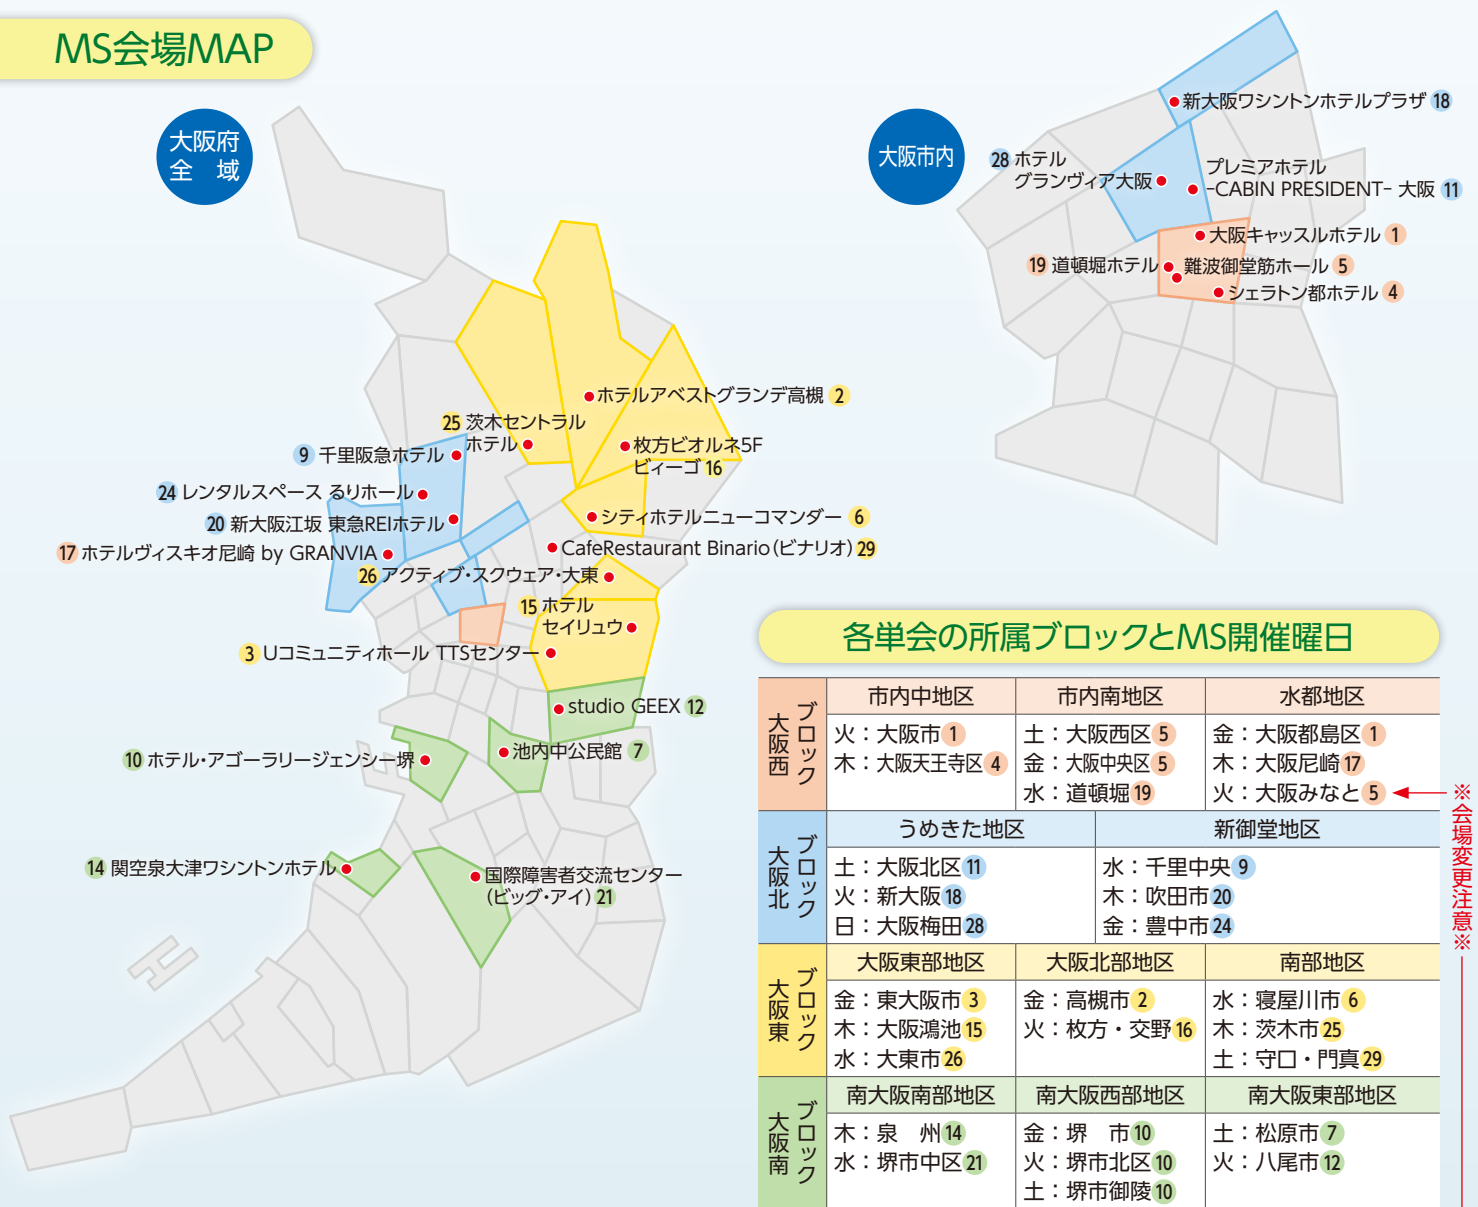 MS会場MAP
大阪府
全　域
ホテルアベストグランデ高槻 2
25 茨木セントラル
ホテル
9 千里阪急ホテル
枚方ビオルネ5F
ビィーゴ 16
24 レンタルスペース るりホール
20 新大阪江坂 東急REIホテル
シティホテルニューコマンダー 6
17 ホテルヴィスキオ尼崎 by GRANVIA
CafeRestaurant Binario（ビナリオ） 29
26 アクティブ・スクウェア・大東
15 ホテル
セイリュウ
3 Uコミュニティホール TTSセンター
studio GEEX 12
10 ホテル・アゴーラリージェンシー堺
池内中公民館 7
14 関空泉大津ワシントンホテル
国際障害者交流センター
（ビッグ・アイ） 21
大阪市内
新大阪ワシントンホテルプラザ 18
28 ホテル
グランヴィア大阪
プレミアホテル
-CABIN PRESIDENT- 大阪 11
大阪キャッスルホテル 1
19 道頓堀ホテル
難波御堂筋ホール 5
シェラトン都ホテル 4
各単会の所属ブロックとMS開催曜日
大阪西ブロック
市内中地区
火：大阪市 1
木：大阪天王寺区 4
市内南地区
土：大阪西区 5
金：大阪中央区 5
水：道頓堀 19
水都地区
金：大阪都島区 1
木：大阪尼崎 17
火：大阪みなと 5
※会場変更注意※
大阪北ブロック
うめきた地区
土：大阪北区 11
火：新大阪 18
日：大阪梅田 28
新御堂地区
水：千里中央 9
木：吹田市 20
金：豊中市 24
大阪東ブロック
大阪東部地区
金：東大阪市 3
木：大阪鴻池 15
水：大東市 26
大阪北部地区
金：高槻市 2
火：枚方・交野 16
南部地区
水：寝屋川市 6
木：茨木市 25
土：守口・門真 29
大阪南ブロック
南大阪南部地区
木：泉　州 14
水：堺市中区 21
南大阪西部地区
金：堺　市 10
火：堺市北区 10
土：堺市御陵 10
南大阪東部地区
土：松原市 7
火：八尾市 12